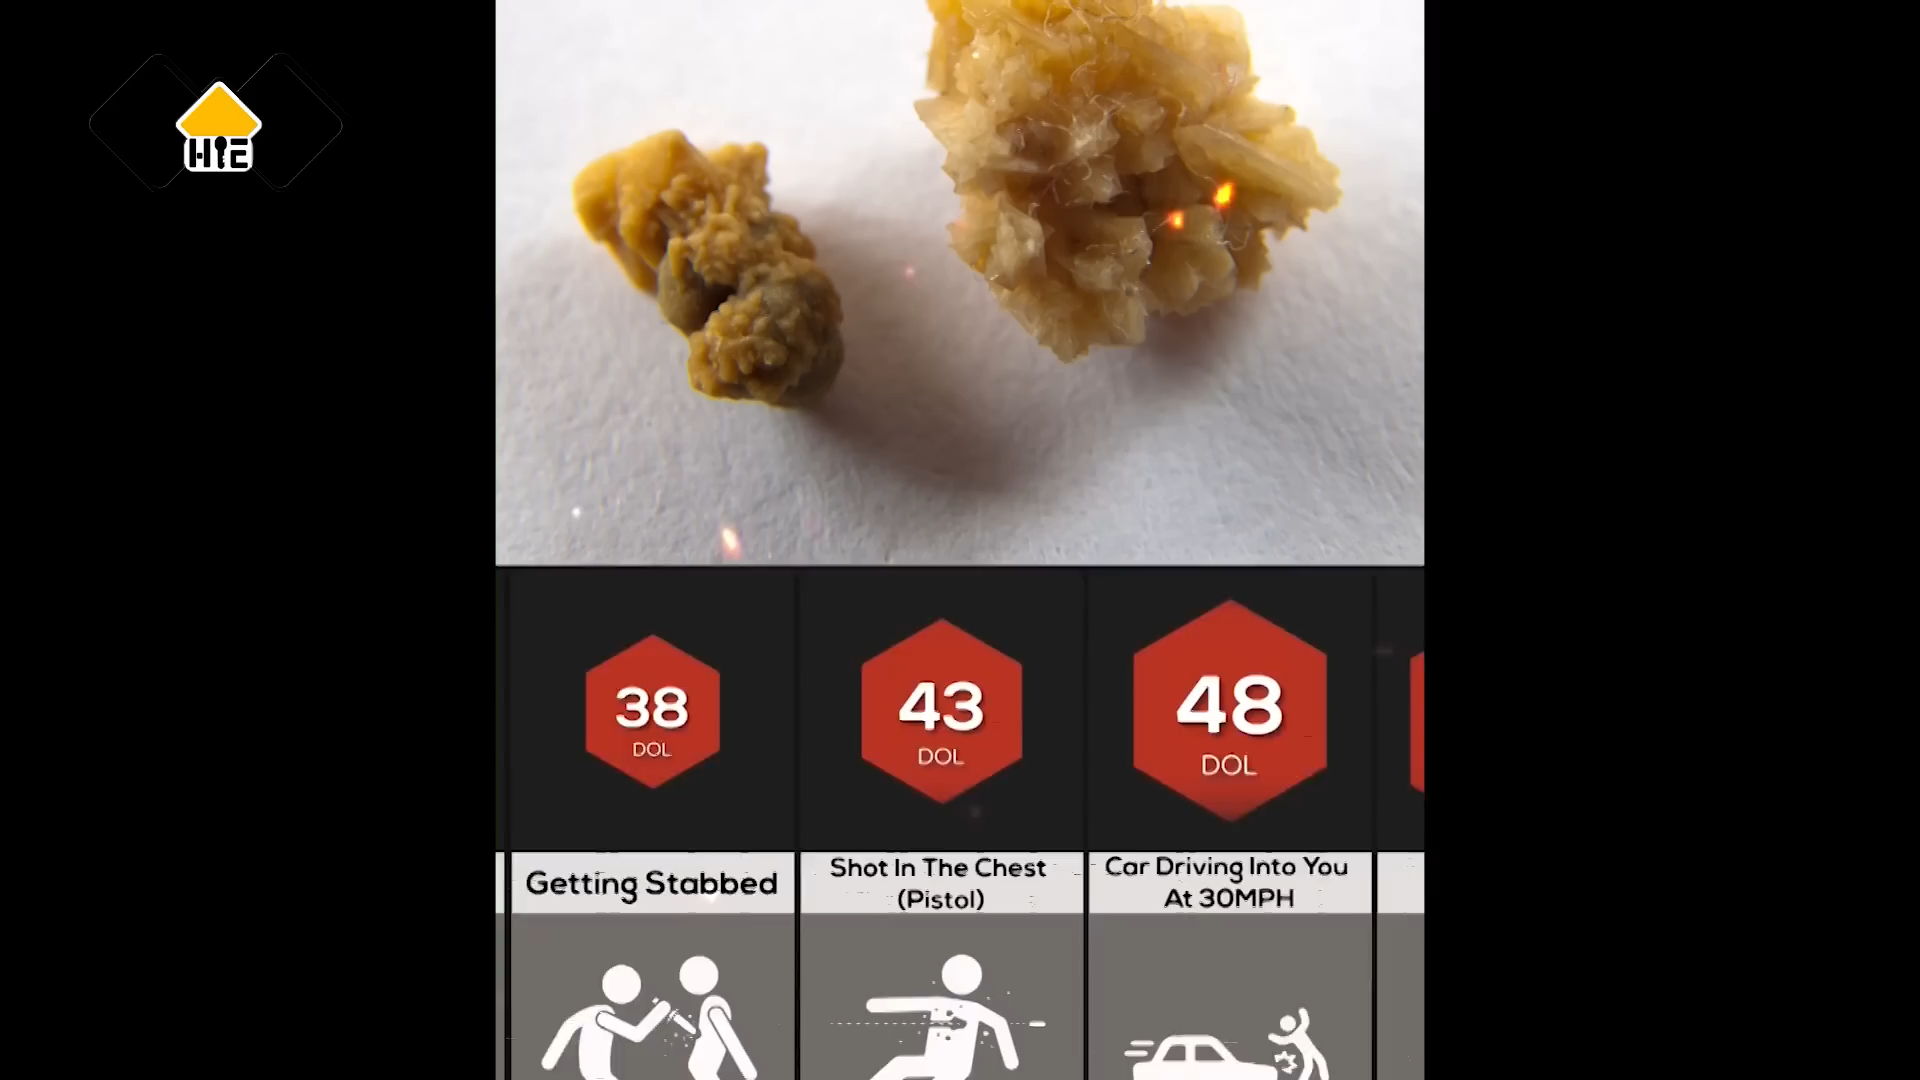 HIE
38
DOL
43
DOL
48
DOL
Getting Stabbed
Shot In The Chest
(Pistol)
Car Driving Into You
At 30MPH